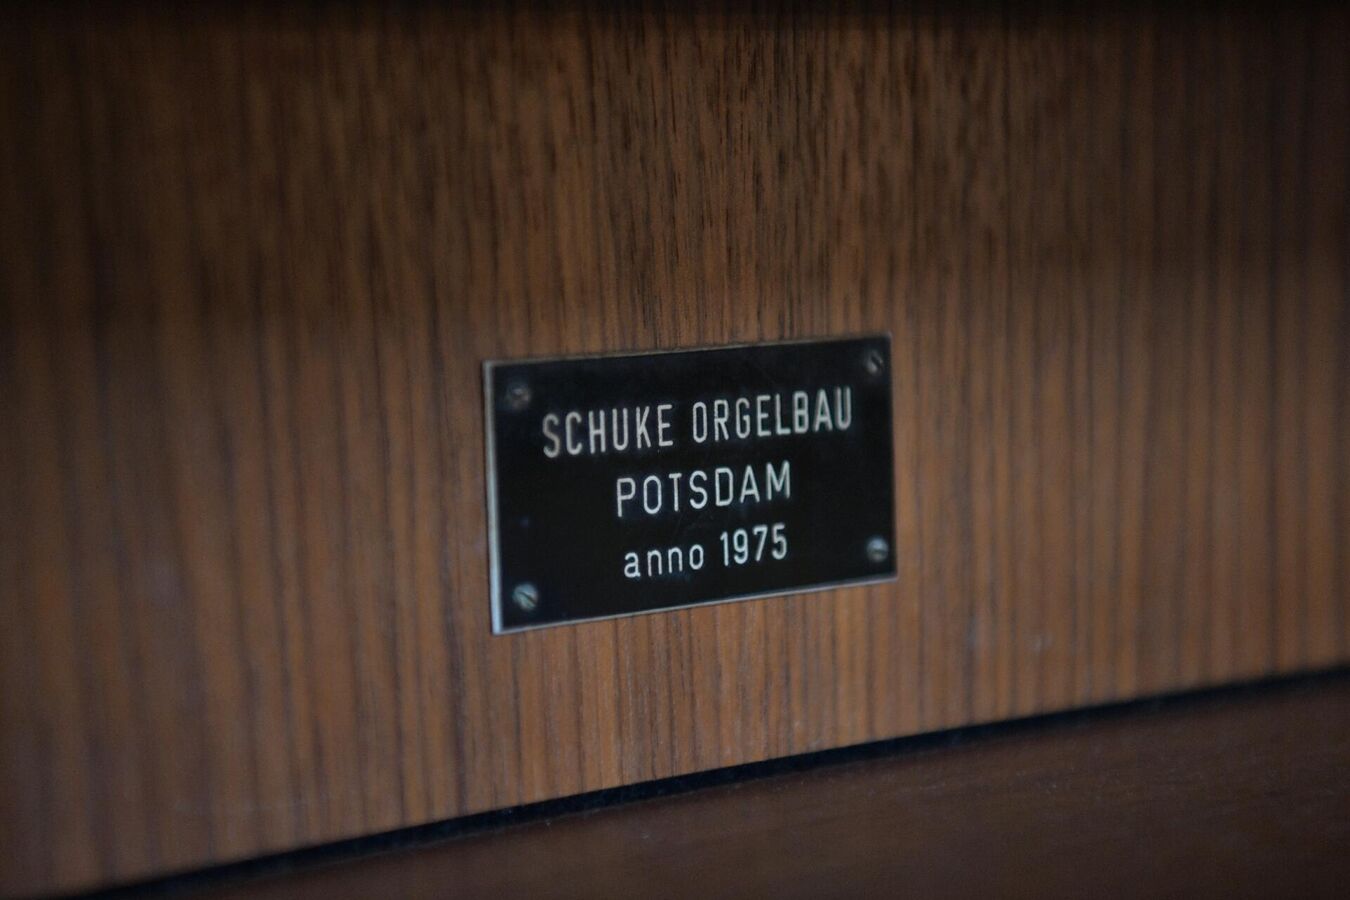 SCHUKE ORGELBAU
POTSDAM
anno 1975